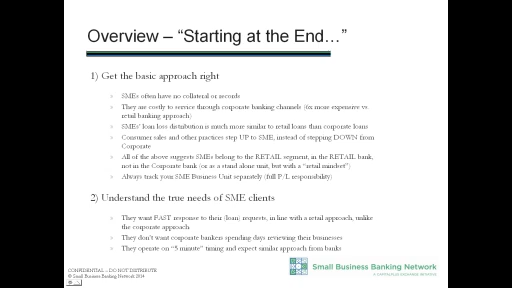 Overview – “Starting at the End…”
1) Get the basic approach right
» SMEs often have no collateral or records
» They are costly to service through corporate banking channels (6x more expensive vs.
retail banking approach)
» SMEs' loan loss distribution is much more similar to retail loans than corporate loans
» Consumer sales and other practices step UP to SME, instead of stepping DOWN from
Corporate
» All of the above suggests SMEs belong to the RETAIL segment, in the RETAIL bank,
not in the Corporate bank (or as a stand alone unit, but with a “retail mindset”)
» Always track your SME Business Unit separately (full P/L responsibility)
2) Understand the true needs of SME clients
» They want FAST response to their (loan) requests, in line with a retail approach, unlike
the corporate approach
» They don't want corporate bankers spending days reviewing their businesses
» They operate on “5 minute” timing and expect similar approach from banks
CONFIDENTIAL – DO NOT DISTRIBUTE
© Small Business Banking Network 2014
Small Business Banking Network